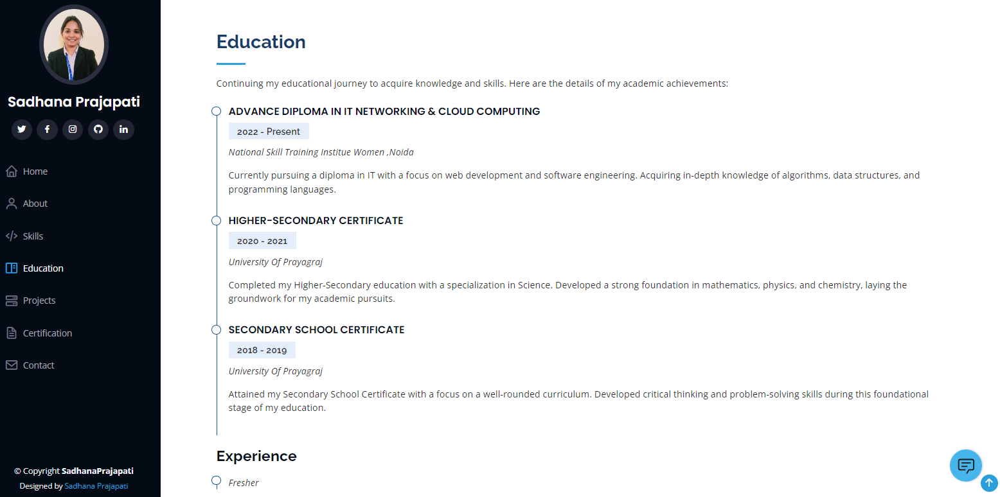 Sadhana Prajapati
Home
About
Skills
Education
Projects
Certification
Contact
© Copyright SadhanaPrajapati
Designed by Sadhana Prajapati
Education
Continuing my educational journey to acquire knowledge and skills. Here are the details of my academic achievements:
ADVANCE DIPLOMA IN IT NETWORKING & CLOUD COMPUTING
2022 - Present
National Skill Training Institue Women ,Noida
Currently pursuing a diploma in IT with a focus on web development and software engineering. Acquiring in-depth knowledge of algorithms, data structures, and
programming languages.
HIGHER-SECONDARY CERTIFICATE
2020 - 2021
University Of Prayagraj
Completed my Higher-Secondary education with a specialization in Science. Developed a strong foundation in mathematics, physics, and chemistry, laying the
groundwork for my academic pursuits.
SECONDARY SCHOOL CERTIFICATE
2018 - 2019
University Of Prayagraj
Attained my Secondary School Certificate with a focus on a well-rounded curriculum. Developed critical thinking and problem-solving skills during this foundational
stage of my education.
Experience
Fresher